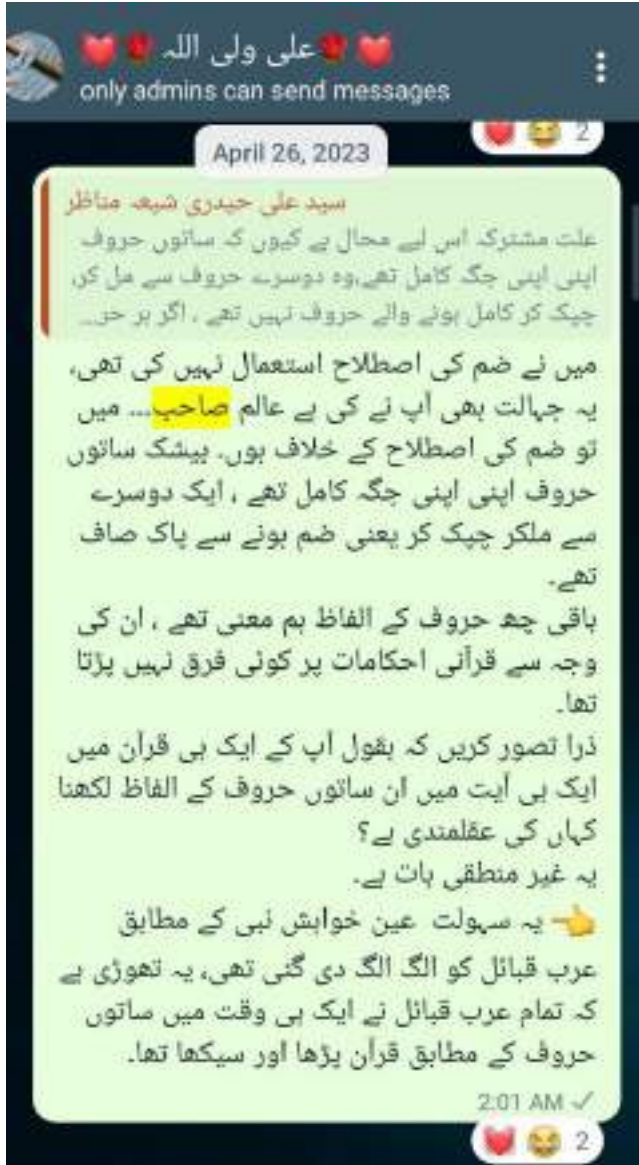 ❤️🌹علی ولی اللہ🌹❤️
only admins can send messages
2
April 26, 2023
سید علی حیدری شیعہ مناظر
علت مشترکہ اس لیے محال ہے کیوں کہ ساتوں حروف
اپنی اپنی جگہ کامل تھے،وہ دوسرے حروف سے مل کر،
چپک کر کامل ہونے والے حروف نہیں تھے ، اگر ہر حر...
میں نے ضم کی اصطلاح استعمال نہیں کی تھی،
یہ جہالت بھی آپ نے کی ہے عالم صاحب... میں
تو ضم کی اصطلاح کے خلاف ہوں۔ بیشک ساتوں
حروف اپنی اپنی جگہ کامل تھے ، ایک دوسرے
سے ملکر چپک کر یعنی ضم ہونے سے پاک صاف
تھے۔
باقی چھ حروف کے الفاظ ہم معنی تھے ، ان کی
وجہ سے قرآنی احکامات پر کوئی فرق نہیں پڑتا
تھا۔
ذرا تصور کریں کہ بقول آپ کے ایک ہی قرآن میں
ایک ہی آیت میں ان ساتوں حروف کے الفاظ لکھنا
کہاں کی عقلمندی ہے؟
یہ غیر منطقی بات ہے۔
👈 یہ سہولت عین خواہش نبی کے مطابق
عرب قبائل کو الگ الگ دی گئی تھی، یہ تھوڑی ہے
کہ تمام عرب قبائل نے ایک ہی وقت میں ساتوں
حروف کے مطابق قرآن پڑھا اور سیکھا تھا۔
2:01 AM
2